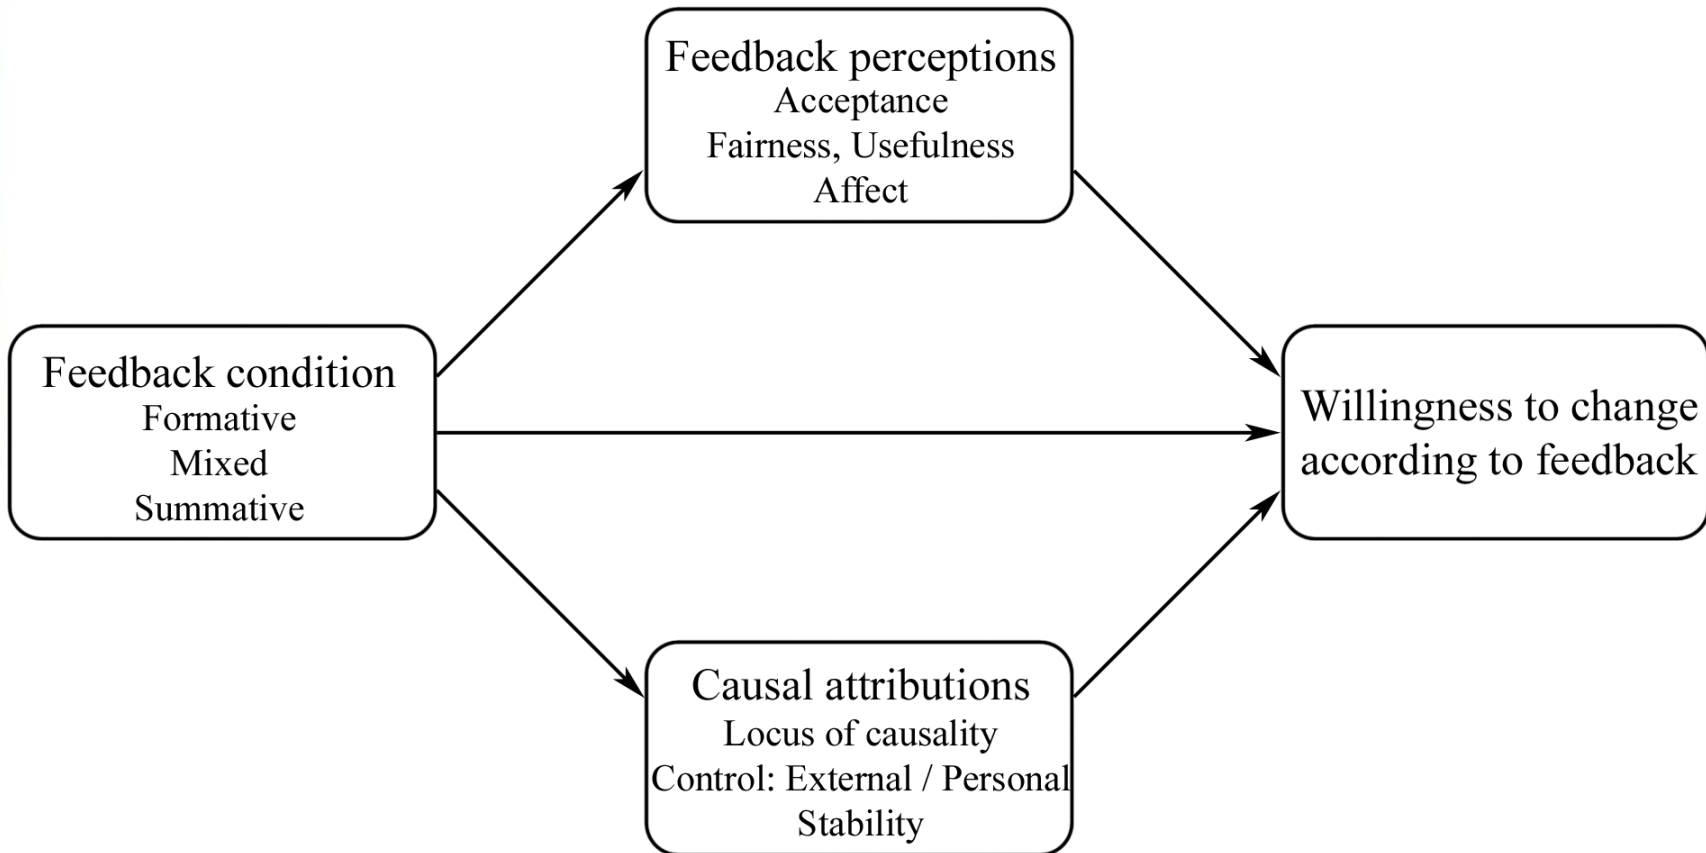 Feedback perceptions
Acceptance
Fairness, Usefulness
Affect
Feedback condition
Formative
Mixed
Summative
Willingness to change
according to feedback
Causal attributions
Locus of causality
Control: External / Personal
Stability